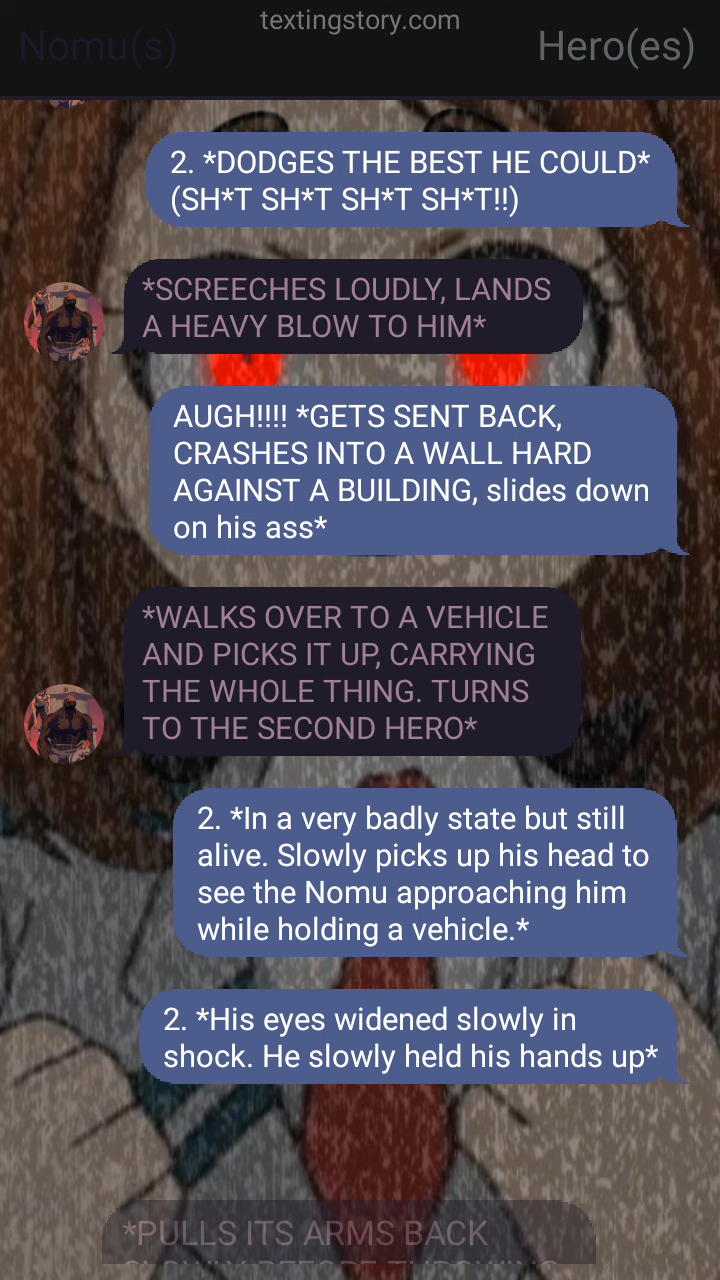 textingstory.com
Nomu(s)
Hero(es)
2. *DODGES THE BEST HE COULD*
(SH*T SH*T SH*T SH*T!!)
*SCREECHES LOUDLY, LANDS
A HEAVY BLOW TO HIM*
AUGH!!!! *GETS SENT BACK,
CRASHES INTO A WALL HARD
AGAINST A BUILDING, slides down
on his ass*
*WALKS OVER TO A VEHICLE
AND PICKS IT UP, CARRYING
THE WHOLE THING. TURNS
TO THE SECOND HERO*
2. *In a very badly state but still
alive. Slowly picks up his head to
see the Nomu approaching him
while holding a vehicle.*
2. *His eyes widened slowly in
shock. He slowly held his hands up*
*PULLS ITS ARMS BACK
SLOWLY BEFORE THROWING